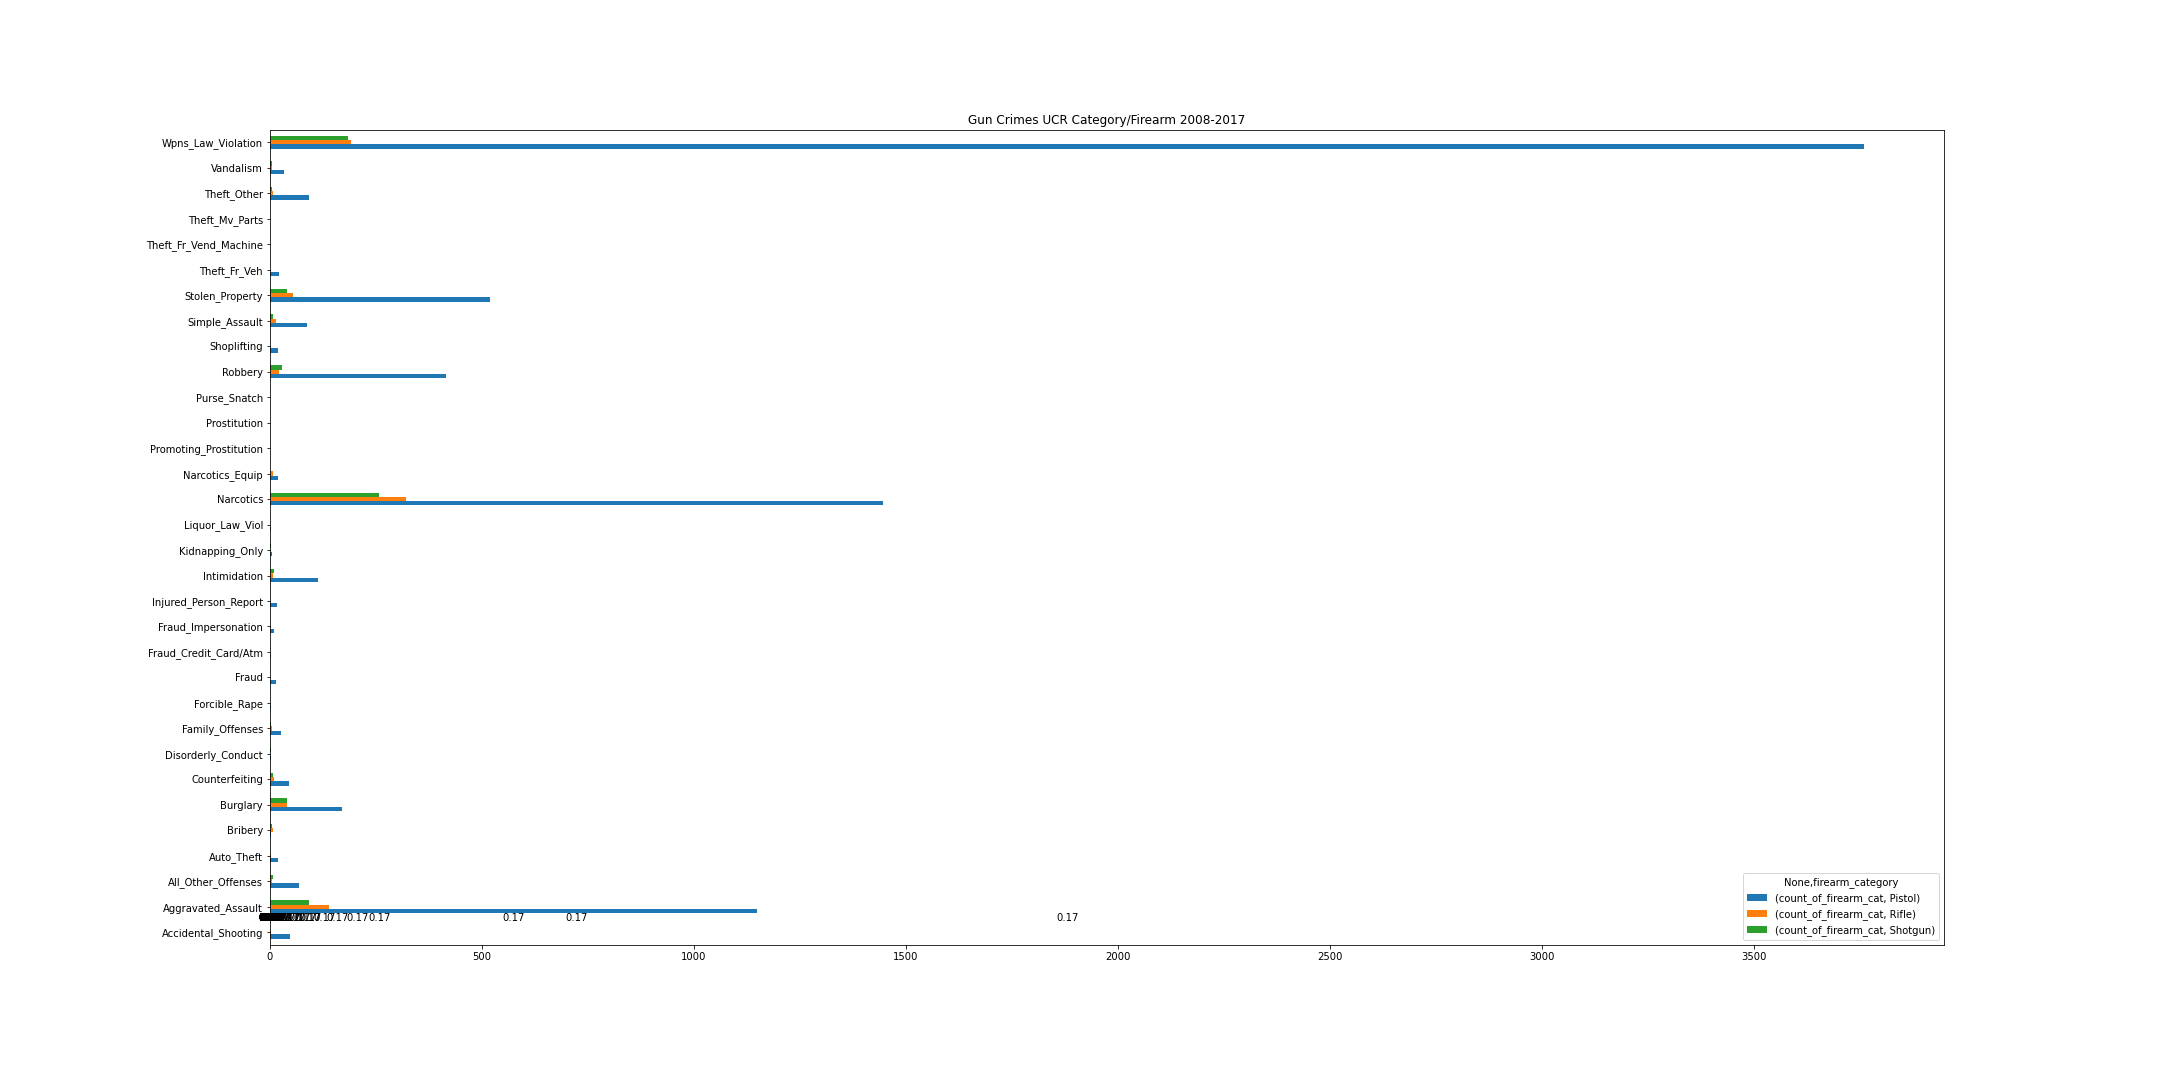 Gun Crimes UCR Category/Firearm 2008-2017
Wpns_Law_Violation
Vandalism
Theft_Other
Theft_Mv_Parts
Theft_Fr_Vend_Machine
Theft_Fr_Veh
Stolen_Property
Simple_Assault
Shoplifting
Robbery
Purse_Snatch
Prostitution
Promoting_Prostitution
Narcotics_Equip
Narcotics
Liquor_Law_Viol
Kidnapping_Only
Intimidation
Injured_Person_Report
Fraud_Impersonation
Fraud_Credit_Card/Atm
Fraud
Forcible_Rape
Family_Offenses
Disorderly_Conduct
Counterfeiting
Burglary
Bribery
Auto_Theft
All_Other_Offenses
Aggravated_Assault
0.17 0.17 0.17 0.17 0.17 0.17
Accidental_Shooting
None,firearm_category
(count_of_firearm_cat, Pistol)
(count_of_firearm_cat, Rifle)
(count_of_firearm_cat, Shotgun)
0 500 1000 1500 2000 2500 3000 3500